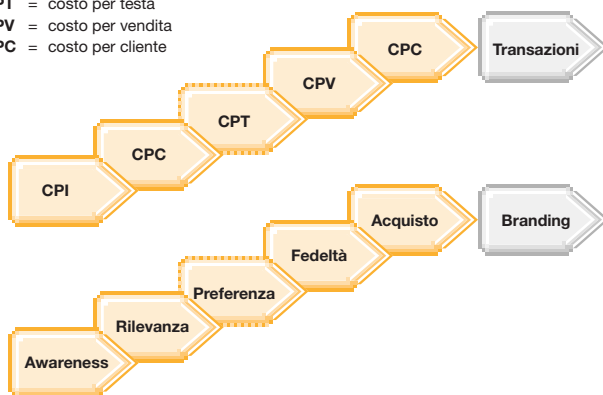 PT = costo per testa
PV = costo per vendita
PC = costo per cliente
CPI
CPC
CPT
CPV
CPC
Transazioni
Awareness
Rilevanza
Preferenza
Fedeltà
Acquisto
Branding